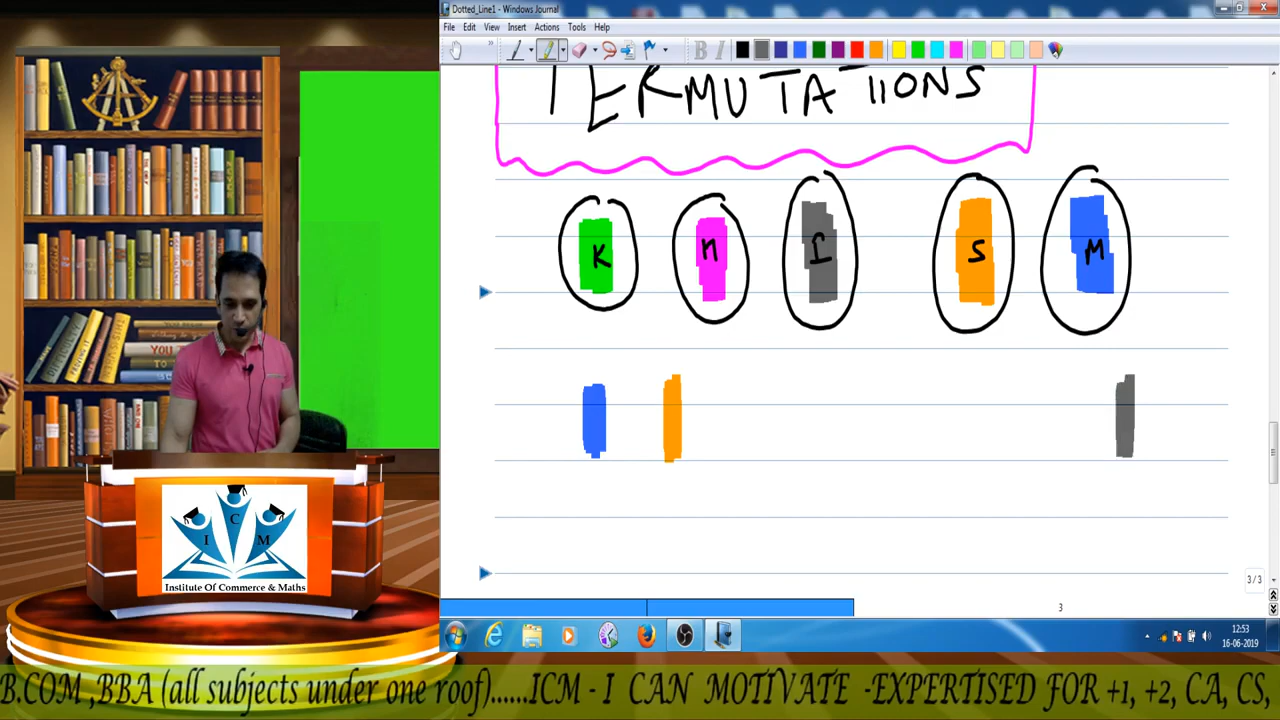 Dotted_Line1 - Windows Journal
File Edit View Insert Actions Tools Help
B I
PERMUTATIONS
K M I S M
3 / 3
3
I C M
Institute Of Commerce & Maths
12:53
16-06-2019
B.COM ,BBA (all subjects under one roof)......ICM - I CAN MOTIVATE -EXPERTISED FOR +1, +2, CA, CS,